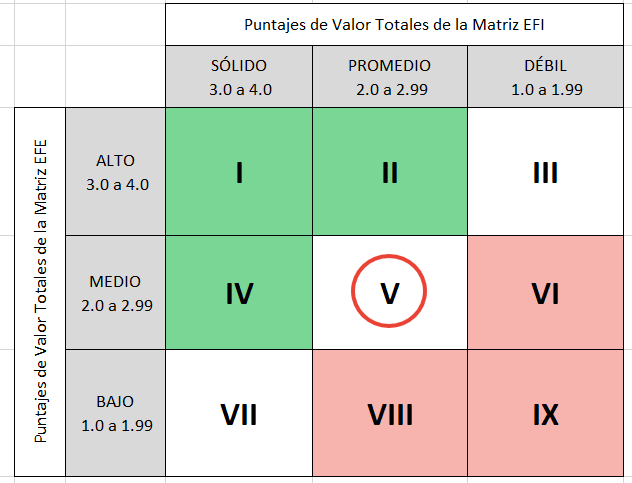 Puntajes de Valor Totales de la Matriz EFI
SÓLIDO
3.0 a 4.0
PROMEDIO
2.0 a 2.99
DÉBIL
1.0 a 1.99
Puntajes de Valor Totales de la Matriz EFE
ALTO
3.0 a 4.0
I
II
III
MEDIO
2.0 a 2.99
IV
V
VI
BAJO
1.0 a 1.99
VII
VIII
IX